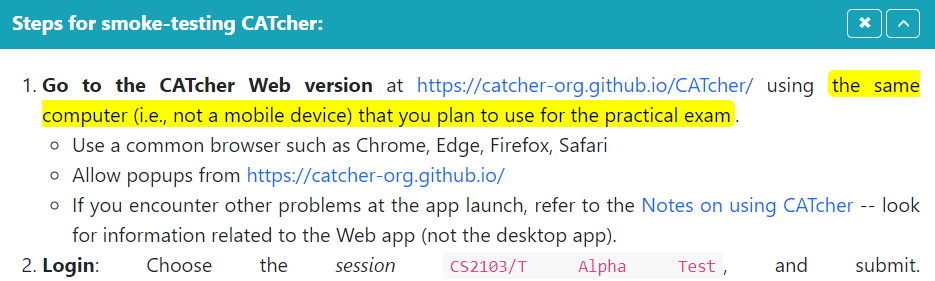 Steps for smoke-testing CATcher:
1. Go to the CATcher Web version at https://catcher-org.github.io/CATcher/ using the same
computer (i.e., not a mobile device) that you plan to use for the practical exam.
Use a common browser such as Chrome, Edge, Firefox, Safari
Allow popups from https://catcher-org.github.io/
If you encounter other problems at the app launch, refer to the Notes on using CATcher -- look
for information related to the Web app (not the desktop app).
2. Login: Choose the session CS2103/T Alpha Test, and submit.